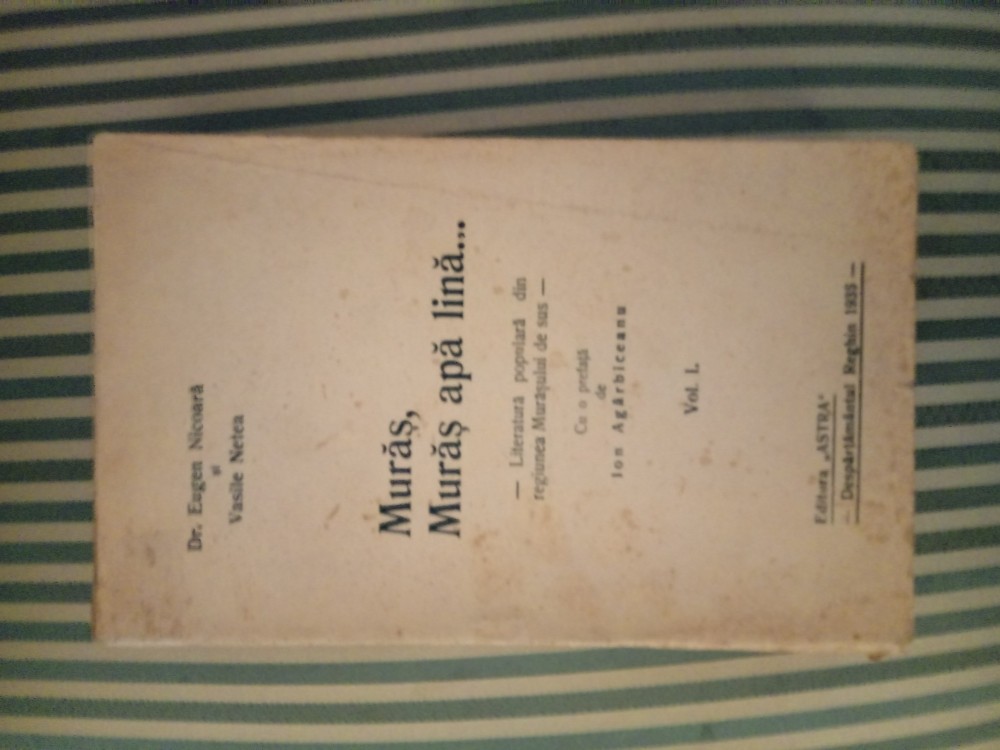 Dr. Eugen Nicoară
și
Vasile Netea
Murăș,
Murăș apă lină...
— Literatură populară din
regiunea Murășului de sus —
Cu o prefață
de
Ion Agârbiceanu
Vol. I.
Editura „ASTRA"
— Despărțământul Reghin 1935 —